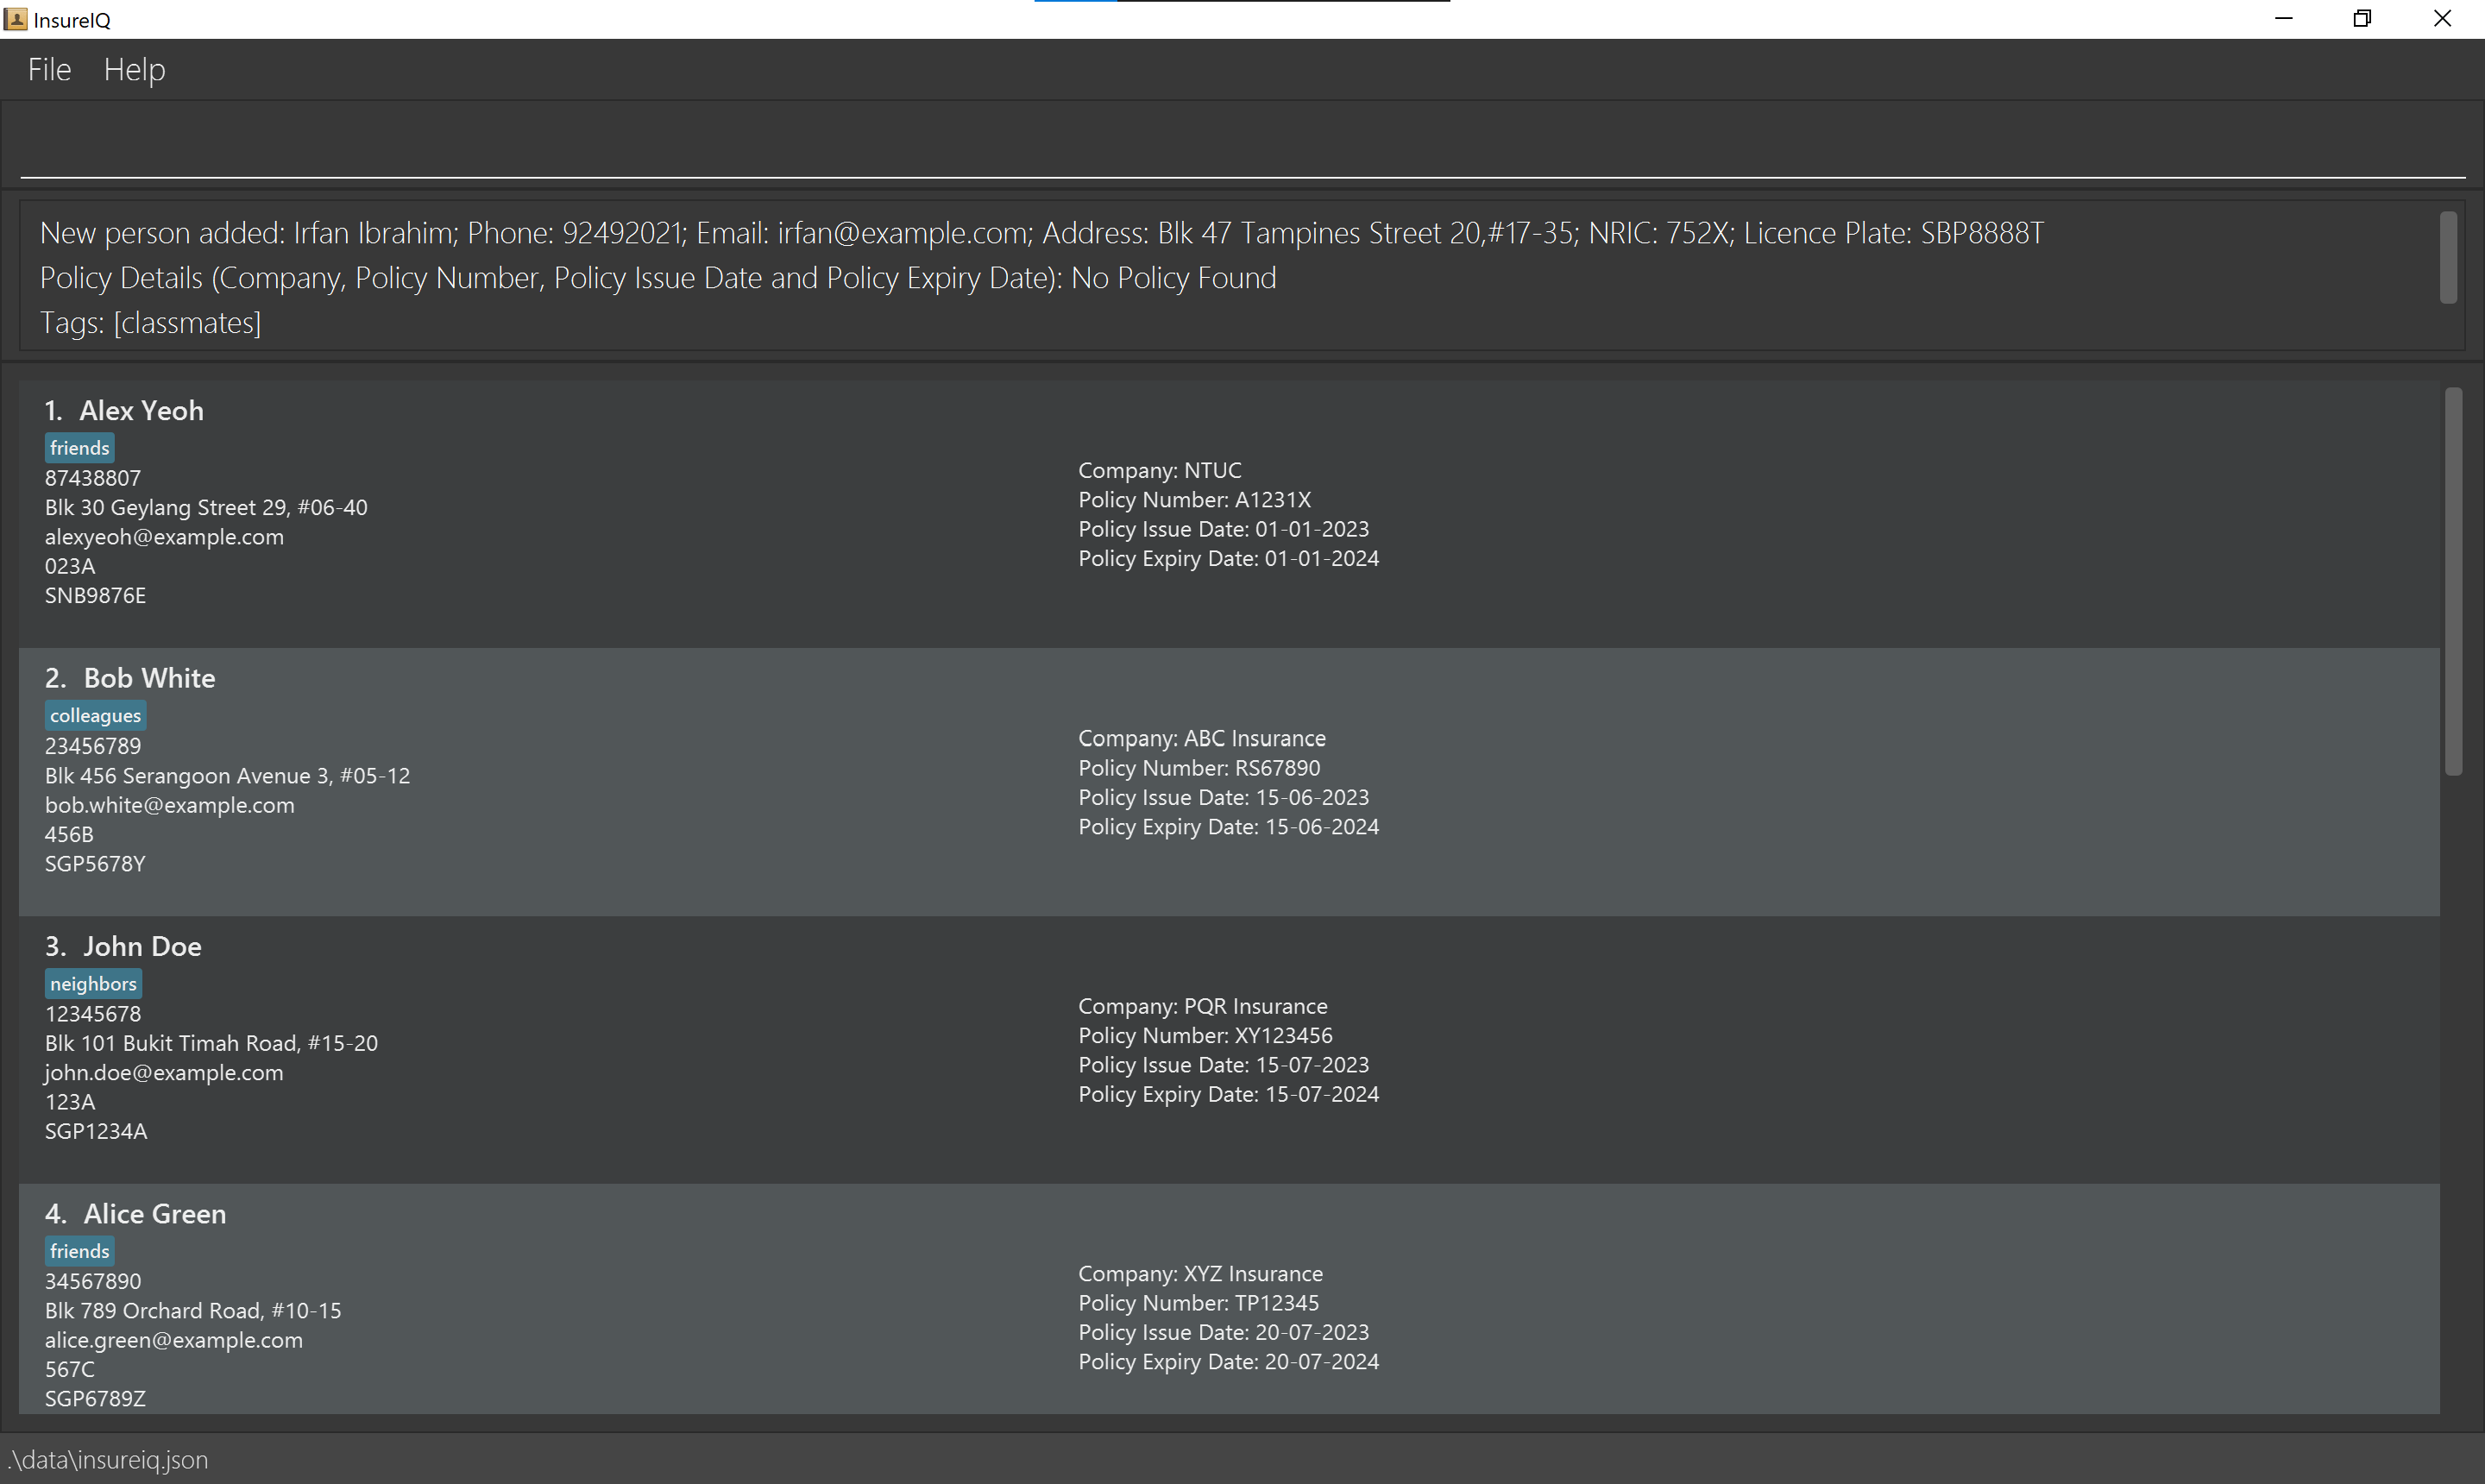 InsureIQ
File Help
New person added: Irfan Ibrahim; Phone: 92492021; Email: irfan@example.com; Address: Blk 47 Tampines Street 20,#17-35; NRIC: 752X; Licence Plate: SBP8888T
Policy Details (Company, Policy Number, Policy Issue Date and Policy Expiry Date): No Policy Found
Tags: [classmates]
1. Alex Yeoh
friends
87438807
Blk 30 Geylang Street 29, #06-40
alexyeoh@example.com
023A
SNB9876E
Company: NTUC
Policy Number: A1231X
Policy Issue Date: 01-01-2023
Policy Expiry Date: 01-01-2024
2. Bob White
colleagues
23456789
Blk 456 Serangoon Avenue 3, #05-12
bob.white@example.com
456B
SGP5678Y
Company: ABC Insurance
Policy Number: RS67890
Policy Issue Date: 15-06-2023
Policy Expiry Date: 15-06-2024
3. John Doe
neighbors
12345678
Blk 101 Bukit Timah Road, #15-20
john.doe@example.com
123A
SGP1234A
Company: PQR Insurance
Policy Number: XY123456
Policy Issue Date: 15-07-2023
Policy Expiry Date: 15-07-2024
4. Alice Green
friends
34567890
Blk 789 Orchard Road, #10-15
alice.green@example.com
567C
SGP6789Z
Company: XYZ Insurance
Policy Number: TP12345
Policy Issue Date: 20-07-2023
Policy Expiry Date: 20-07-2024
.\data\insureiq.json